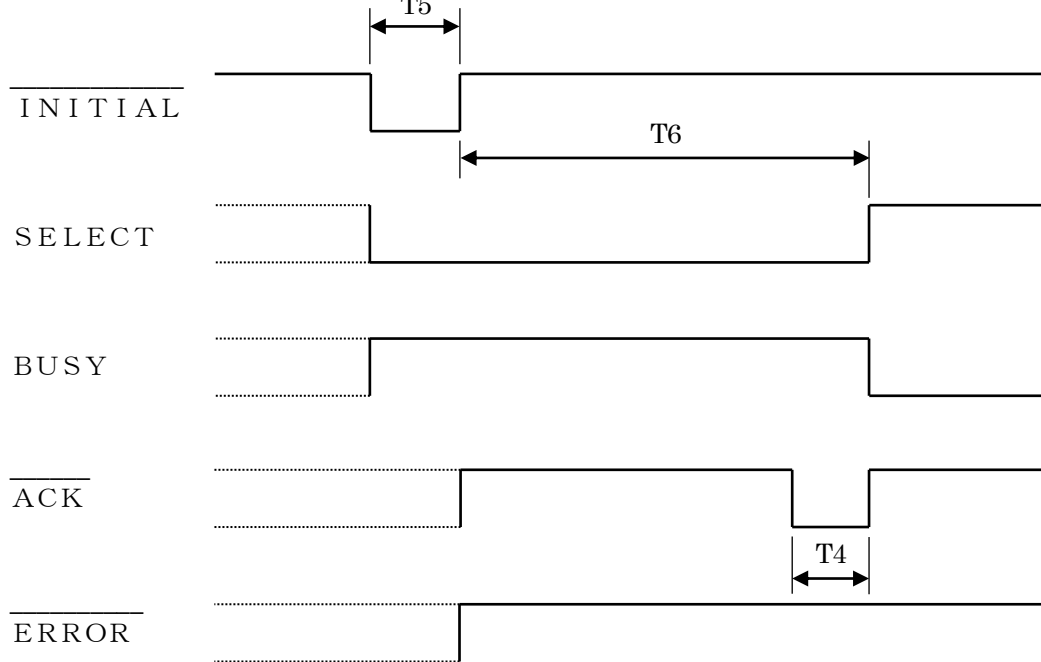 T5
INITIAL
T6
SELECT
BUSY
ACK
T4
ERROR